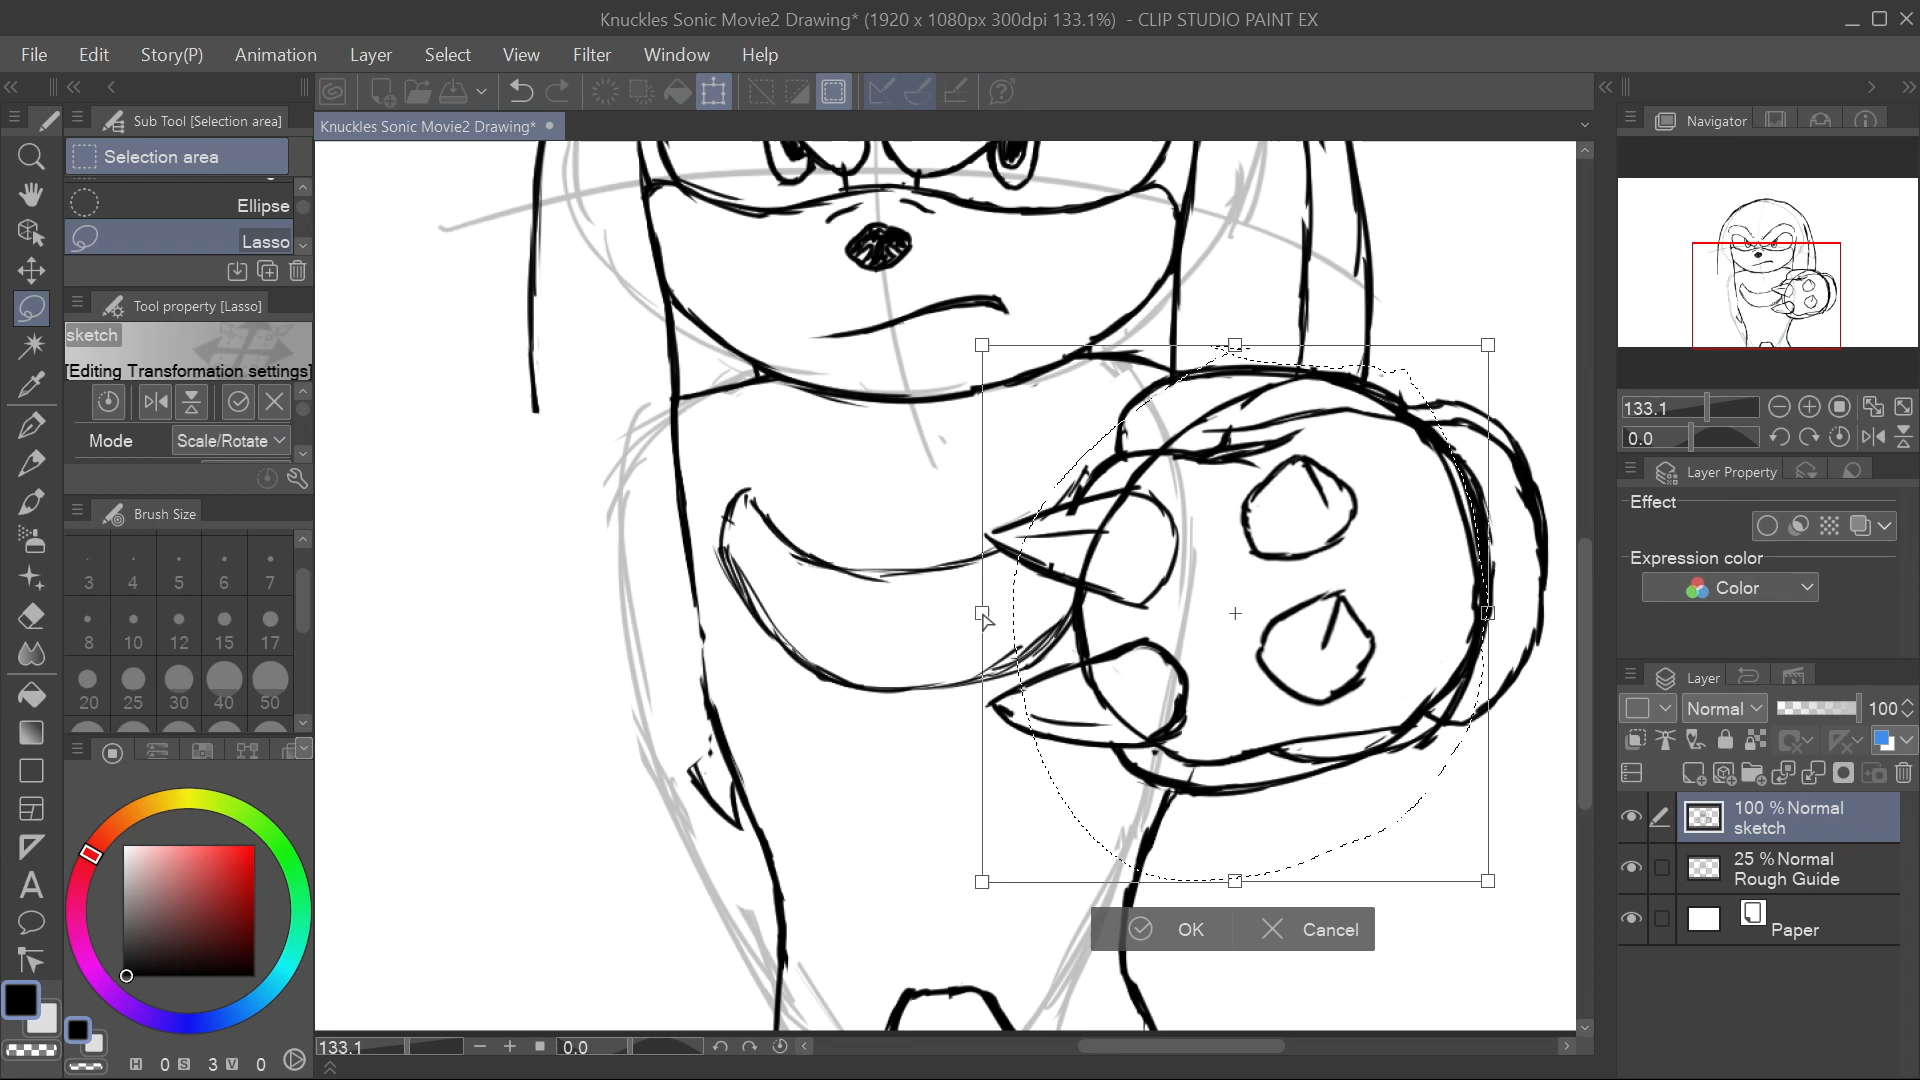 Knuckles Sonic Movie2 Drawing* (1920 x 1080px 300dpi 133.1%) - CLIP STUDIO PAINT EX
File Edit Story(P) Animation Layer Select View Filter Window Help
Sub Tool [Selection area]
Knuckles Sonic Movie2 Drawing*
Navigator
Selection area
Ellipse
Lasso
Tool property [Lasso]
sketch
[Editing Transformation settings]
Mode Scale/Rotate
133.1
0.0
Layer Property
Effect
Expression color
Color
Brush Size
3 4 5 6 7
8 10 12 15 17
20 25 30 40 50
Layer
Normal 100
100 % Normal
sketch
25 % Normal
Rough Guide
Paper
OK Cancel
133.1 0.0
H 0 S 3 V 0